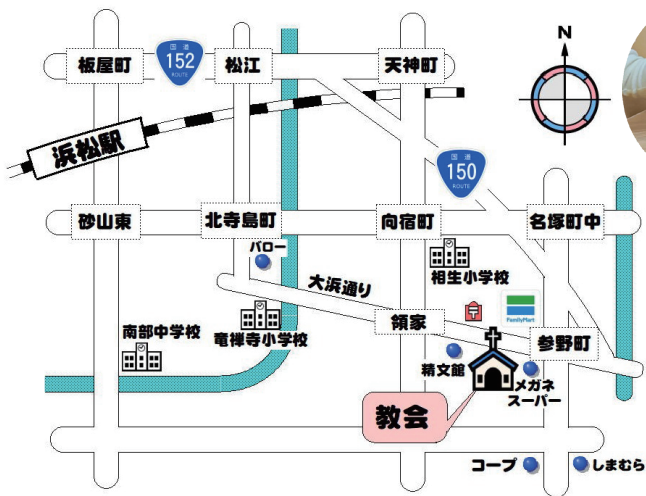 国道
152
ROUTE
板屋町
松江
天神町
N
浜松駅
国道
150
ROUTE
砂山東
北寺島町
向宿町
名塚町中
バロー
相生小学校
大浜通り
〒
FamilyMart
領家
参野町
竜禅寺小学校
南部中学校
精文館
メガネ
スーパー
教会
コープ
しまむら